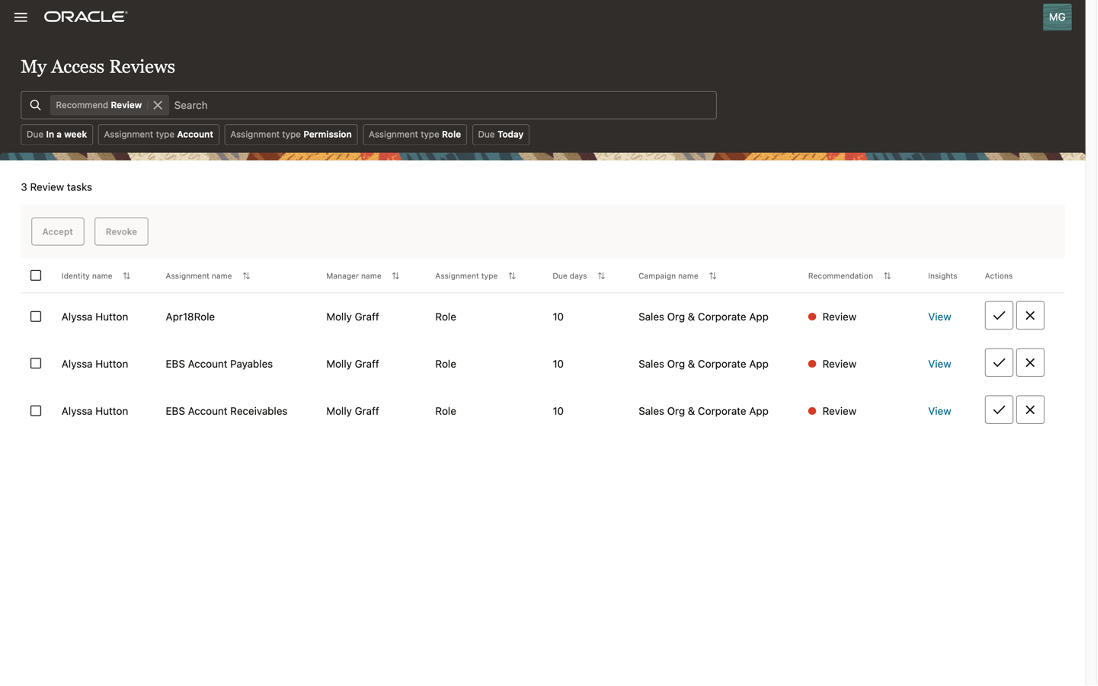 ORACLE
MG
My Access Reviews
Recommend Review Search
Due In a week Assignment type Account Assignment type Permission Assignment type Role Due Today
3 Review tasks
Accept Revoke
Identity name Assignment name Manager name Assignment type Due days Campaign name Recommendation Insights Actions
Alyssa Hutton Apr18Role Molly Graff Role 10 Sales Org & Corporate App Review View
Alyssa Hutton EBS Account Payables Molly Graff Role 10 Sales Org & Corporate App Review View
Alyssa Hutton EBS Account Receivables Molly Graff Role 10 Sales Org & Corporate App Review View